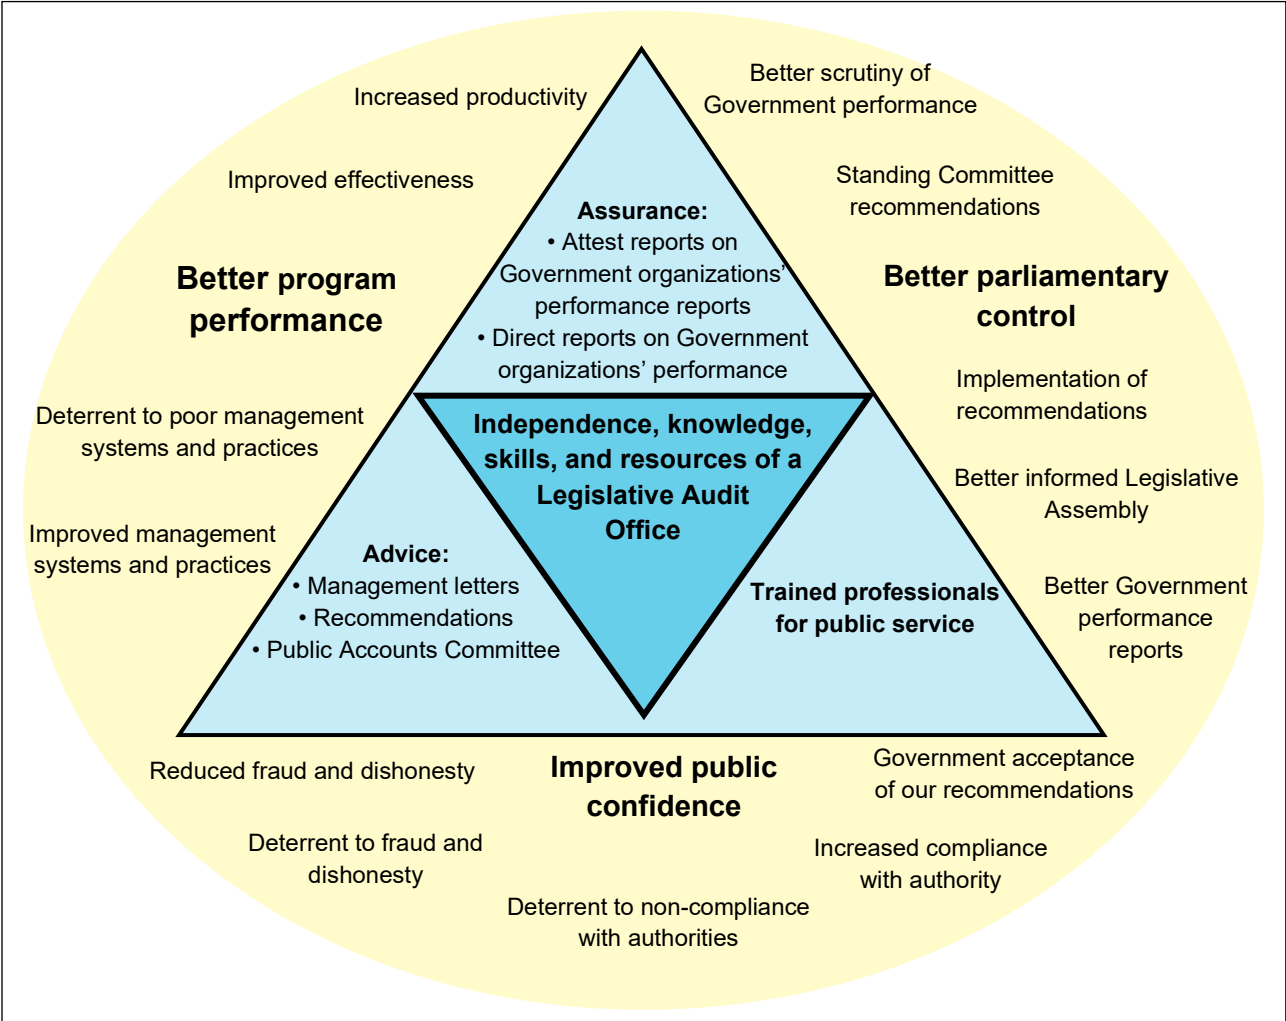 Increased productivity
Better scrutiny of
Government performance
Improved effectiveness
Standing Committee
recommendations
Assurance:
• Attest reports on
Government organizations’
performance reports
• Direct reports on Government
organizations’ performance
Better program
performance
Better parliamentary
control
Implementation of
recommendations
Deterrent to poor management
systems and practices
Independence, knowledge,
skills, and resources of a
Legislative Audit
Office
Better informed Legislative
Assembly
Improved management
systems and practices
Advice:
• Management letters
• Recommendations
• Public Accounts Committee
Trained professionals
for public service
Better Government
performance
reports
Reduced fraud and dishonesty
Improved public
confidence
Government acceptance
of our recommendations
Deterrent to fraud and
dishonesty
Increased compliance
with authority
Deterrent to non-compliance
with authorities